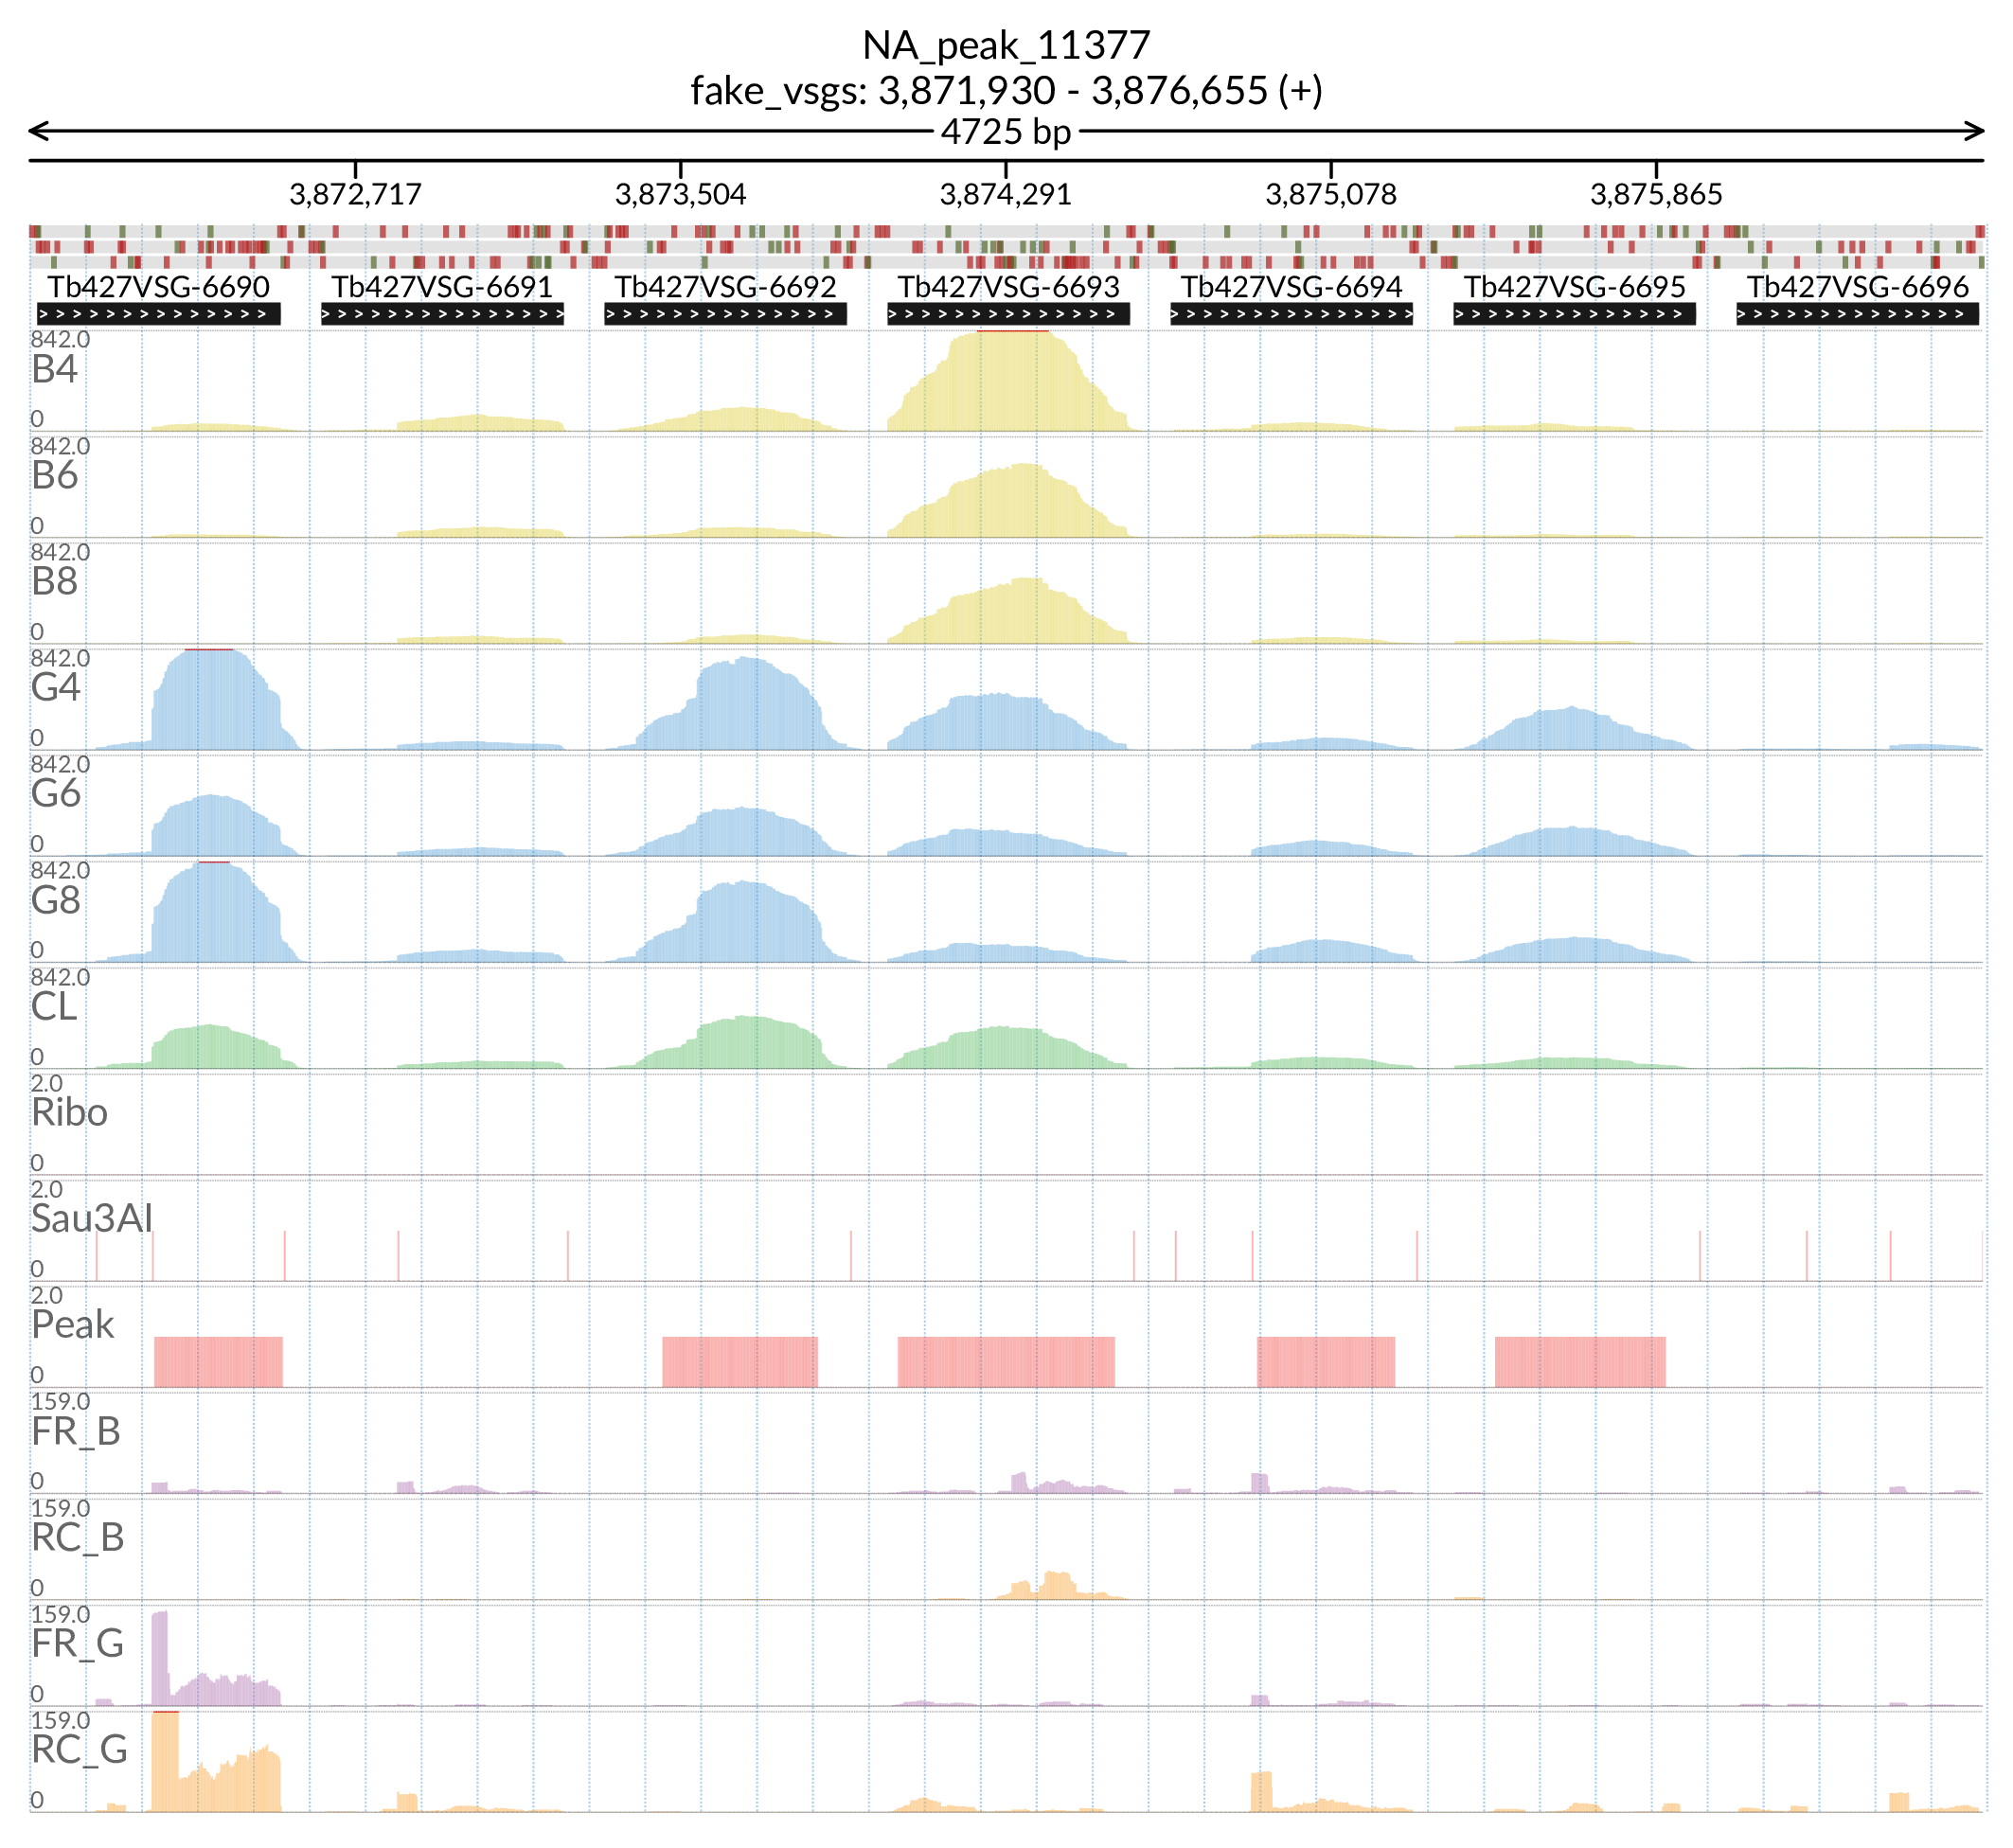 NA_peak_11377
fake_vsgs: 3,871,930 - 3,876,655 (+)
4725 bp
3,872,717 3,873,504 3,874,291 3,875,078 3,875,865
Tb427VSG-6690 Tb427VSG-6691 Tb427VSG-6692 Tb427VSG-6693 Tb427VSG-6694 Tb427VSG-6695 Tb427VSG-6696
842.0
B4
0
842.0
B6
0
842.0
B8
0
842.0
G4
0
842.0
G6
0
842.0
G8
0
842.0
CL
0
2.0
Ribo
0
2.0
Sau3AI
0
2.0
Peak
0
159.0
FR_B
0
159.0
RC_B
0
159.0
FR_G
0
159.0
RC_G
0